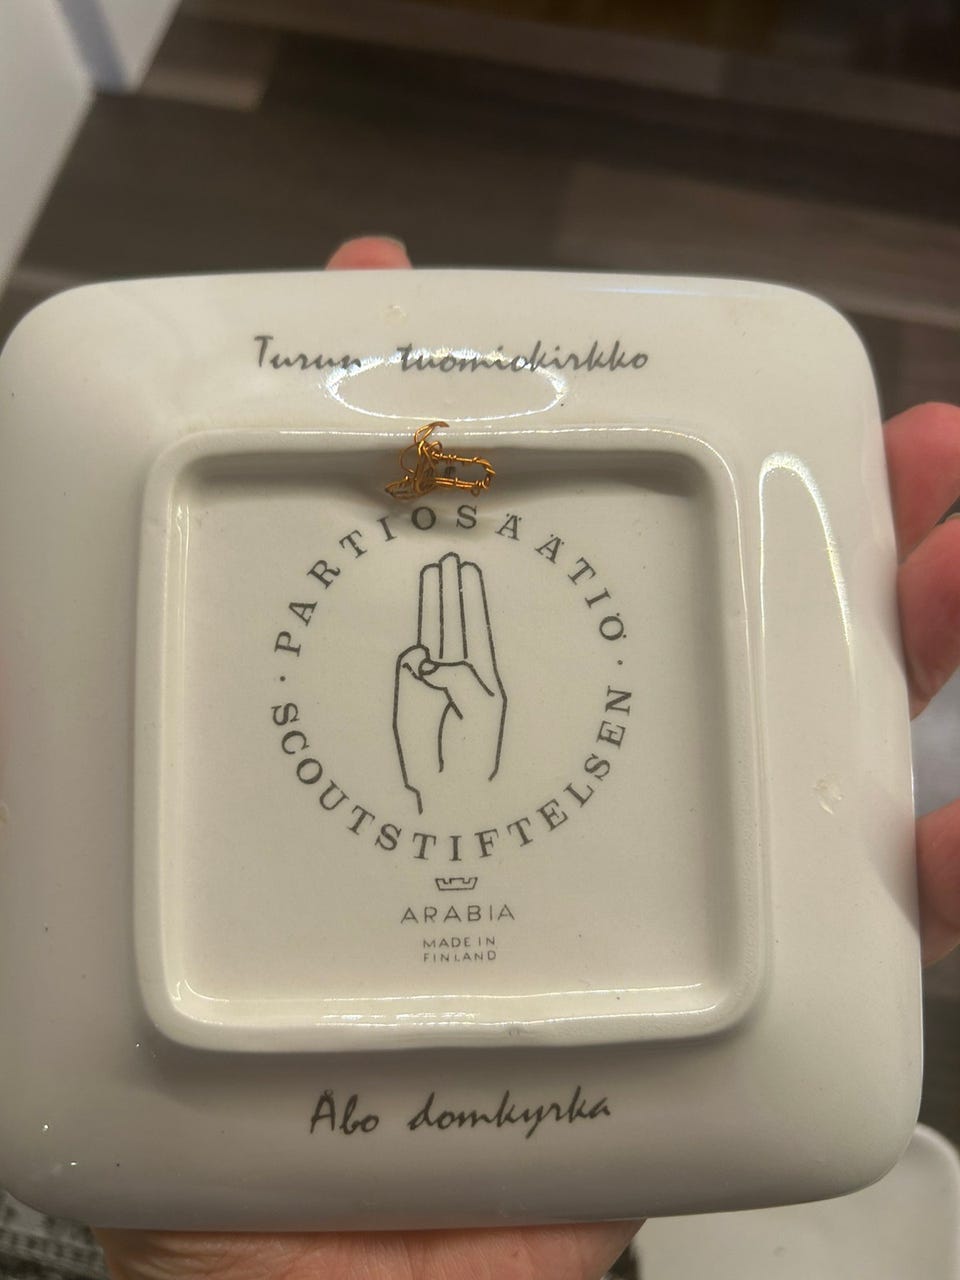 Turun tuomiokirkko
PARTIOSÄÄTIÖ ·
SCOUTSTIFTELSEN ·
ARABIA
MADE IN
FINLAND
Åbo domkyrka